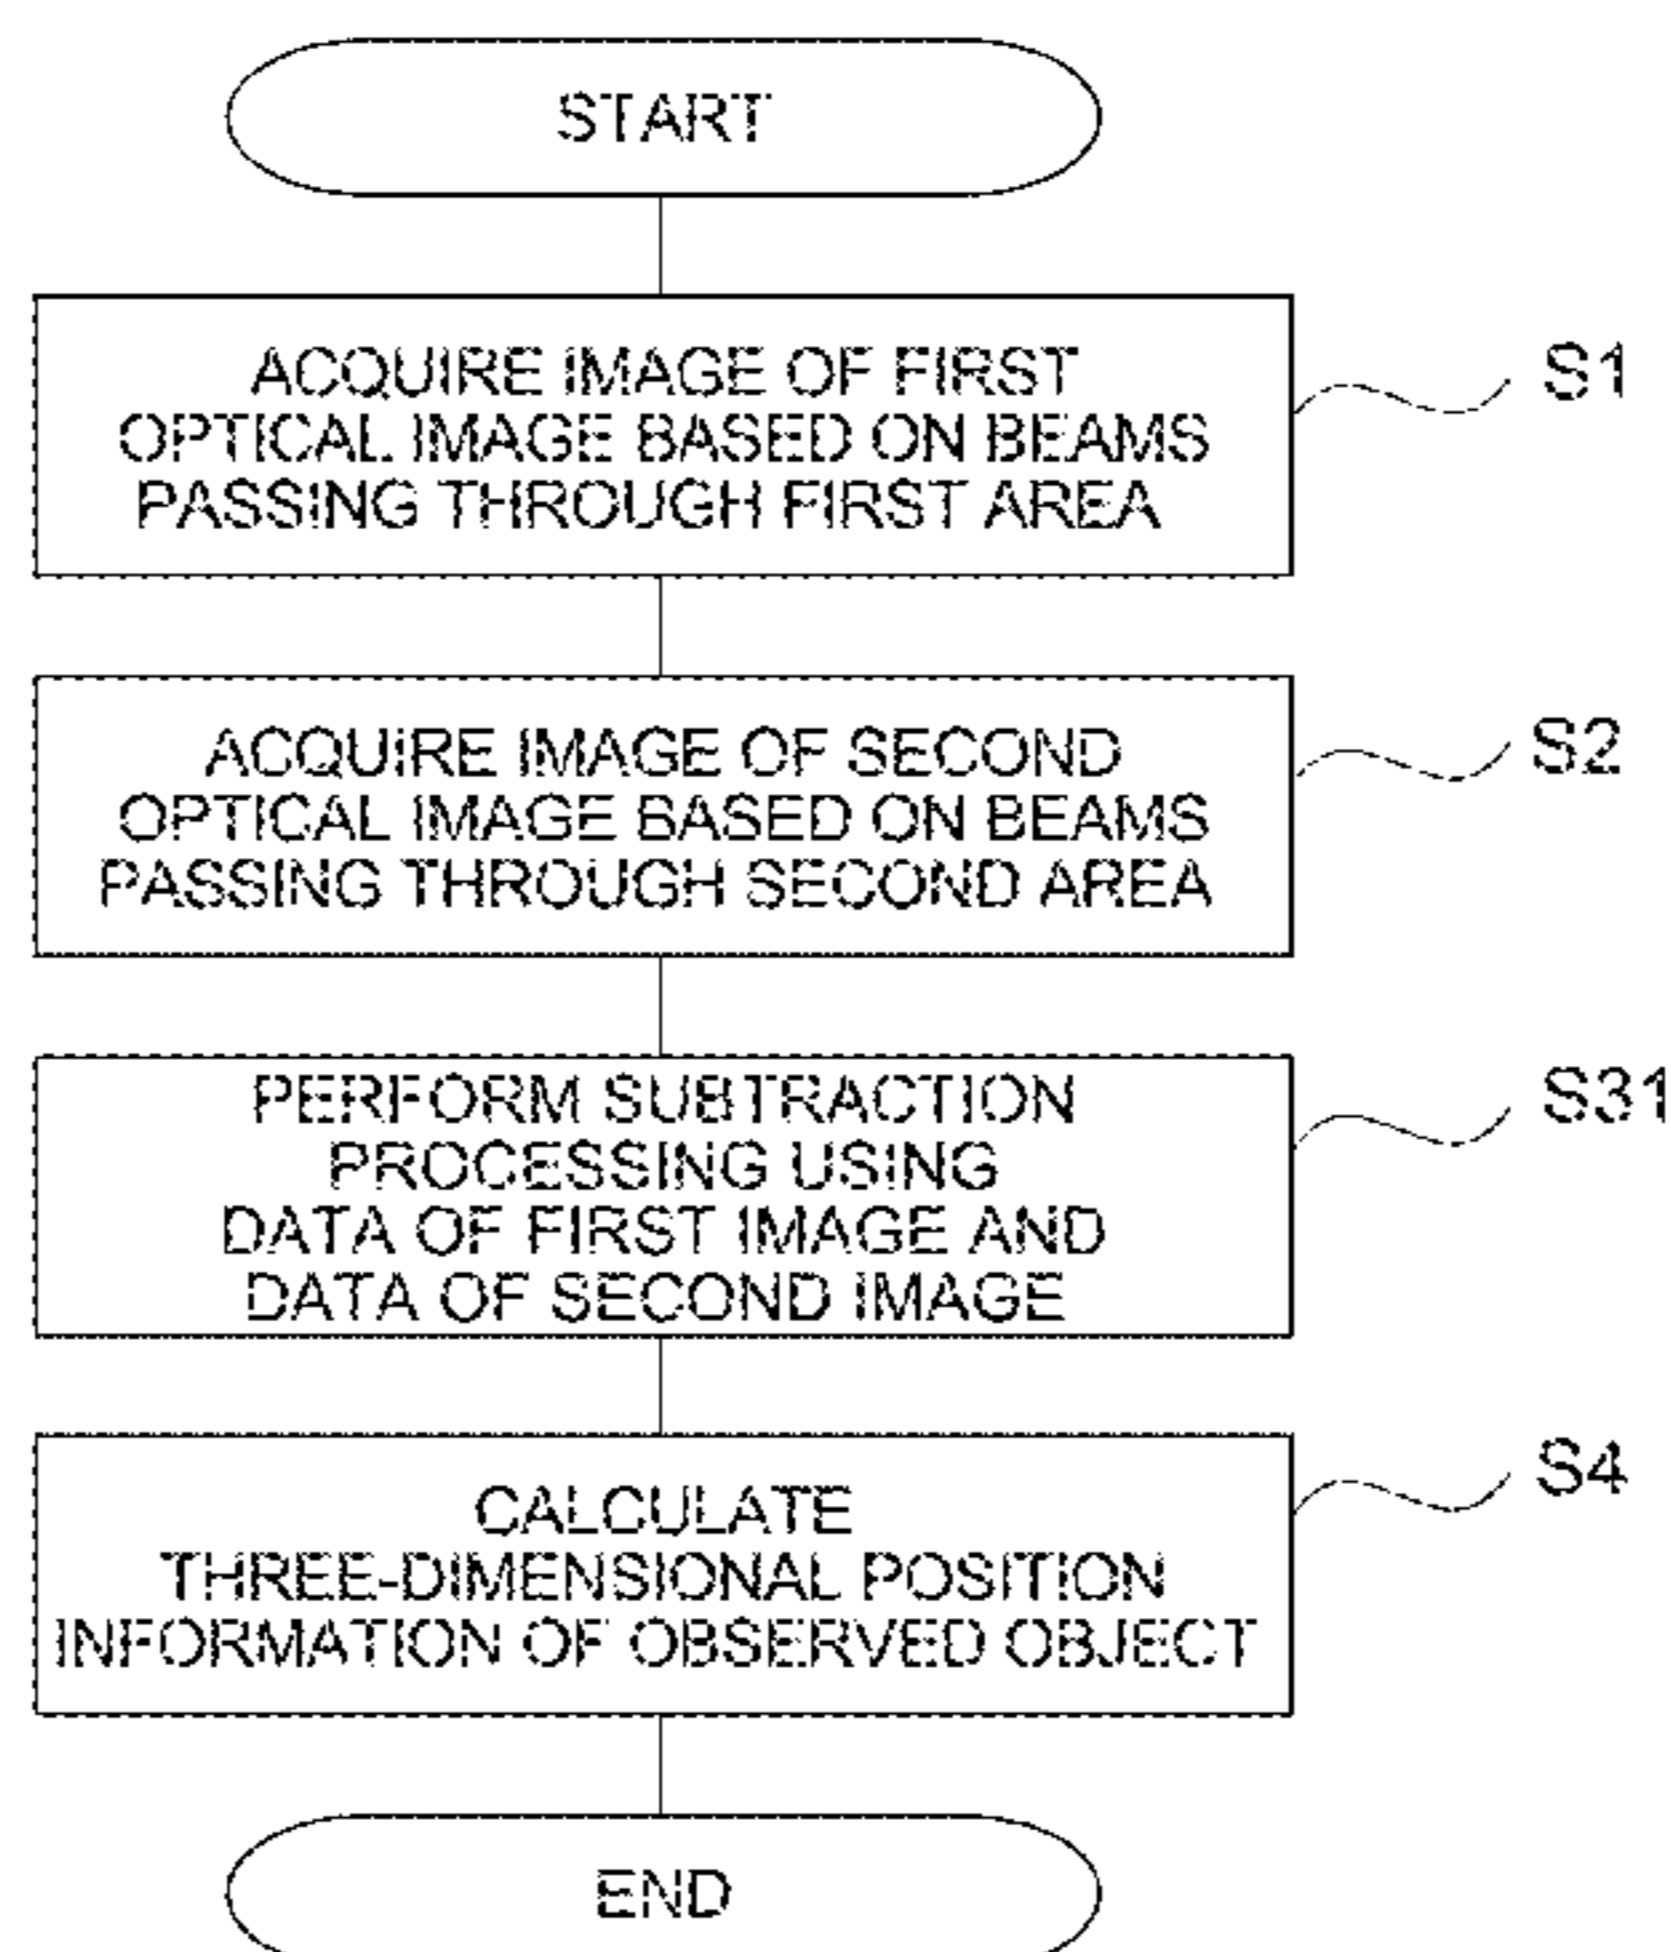 START
ACQUIRE IMAGE OF FIRST
OPTICAL IMAGE BASED ON BEAMS
PASSING THROUGH FIRST AREA
S1
ACQUIRE IMAGE OF SECOND
OPTICAL IMAGE BASED ON BEAMS
PASSING THROUGH SECOND AREA
S2
PERFORM SUBTRACTION
PROCESSING USING
DATA OF FIRST IMAGE AND
DATA OF SECOND IMAGE
S31
CALCULATE
THREE-DIMENSIONAL POSITION
INFORMATION OF OBSERVED OBJECT
S4
END